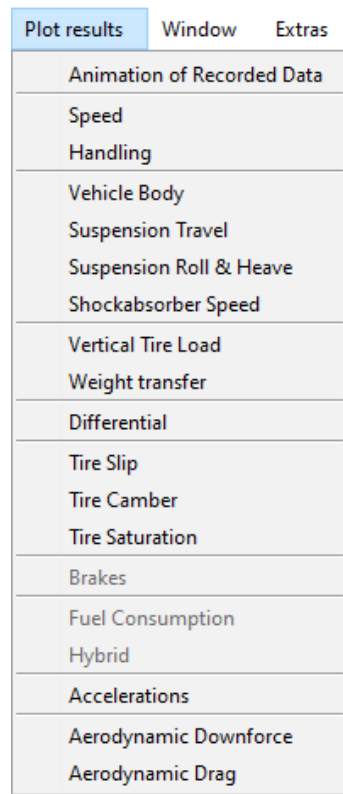 Plot results Window Extras
Animation of Recorded Data
Speed
Handling
Vehicle Body
Suspension Travel
Suspension Roll & Heave
Shockabsorber Speed
Vertical Tire Load
Weight transfer
Differential
Tire Slip
Tire Camber
Tire Saturation
Brakes
Fuel Consumption
Hybrid
Accelerations
Aerodynamic Downforce
Aerodynamic Drag